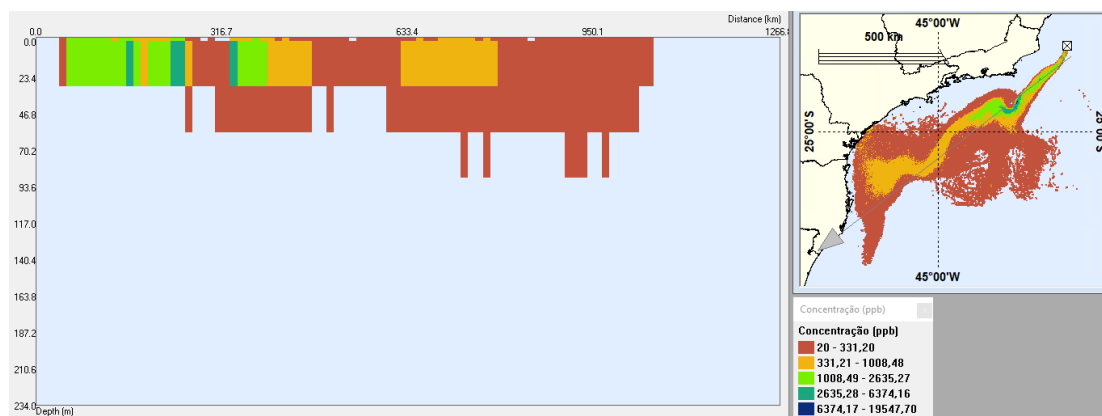 Distance (km)
0.0 316.7 633.4 950.1 1266.8
0.0
23.4
46.8
70.2
93.6
117.0
140.4
163.8
187.2
210.6
234.0
Depth (m)
45°00'W
500 km
25°00'S
25°00'S
45°00'W
Concentração (ppb)
Concentração (ppb)
20 - 331,20
331,21 - 1008,48
1008,49 - 2635,27
2635,28 - 6374,16
6374,17 - 19547,70